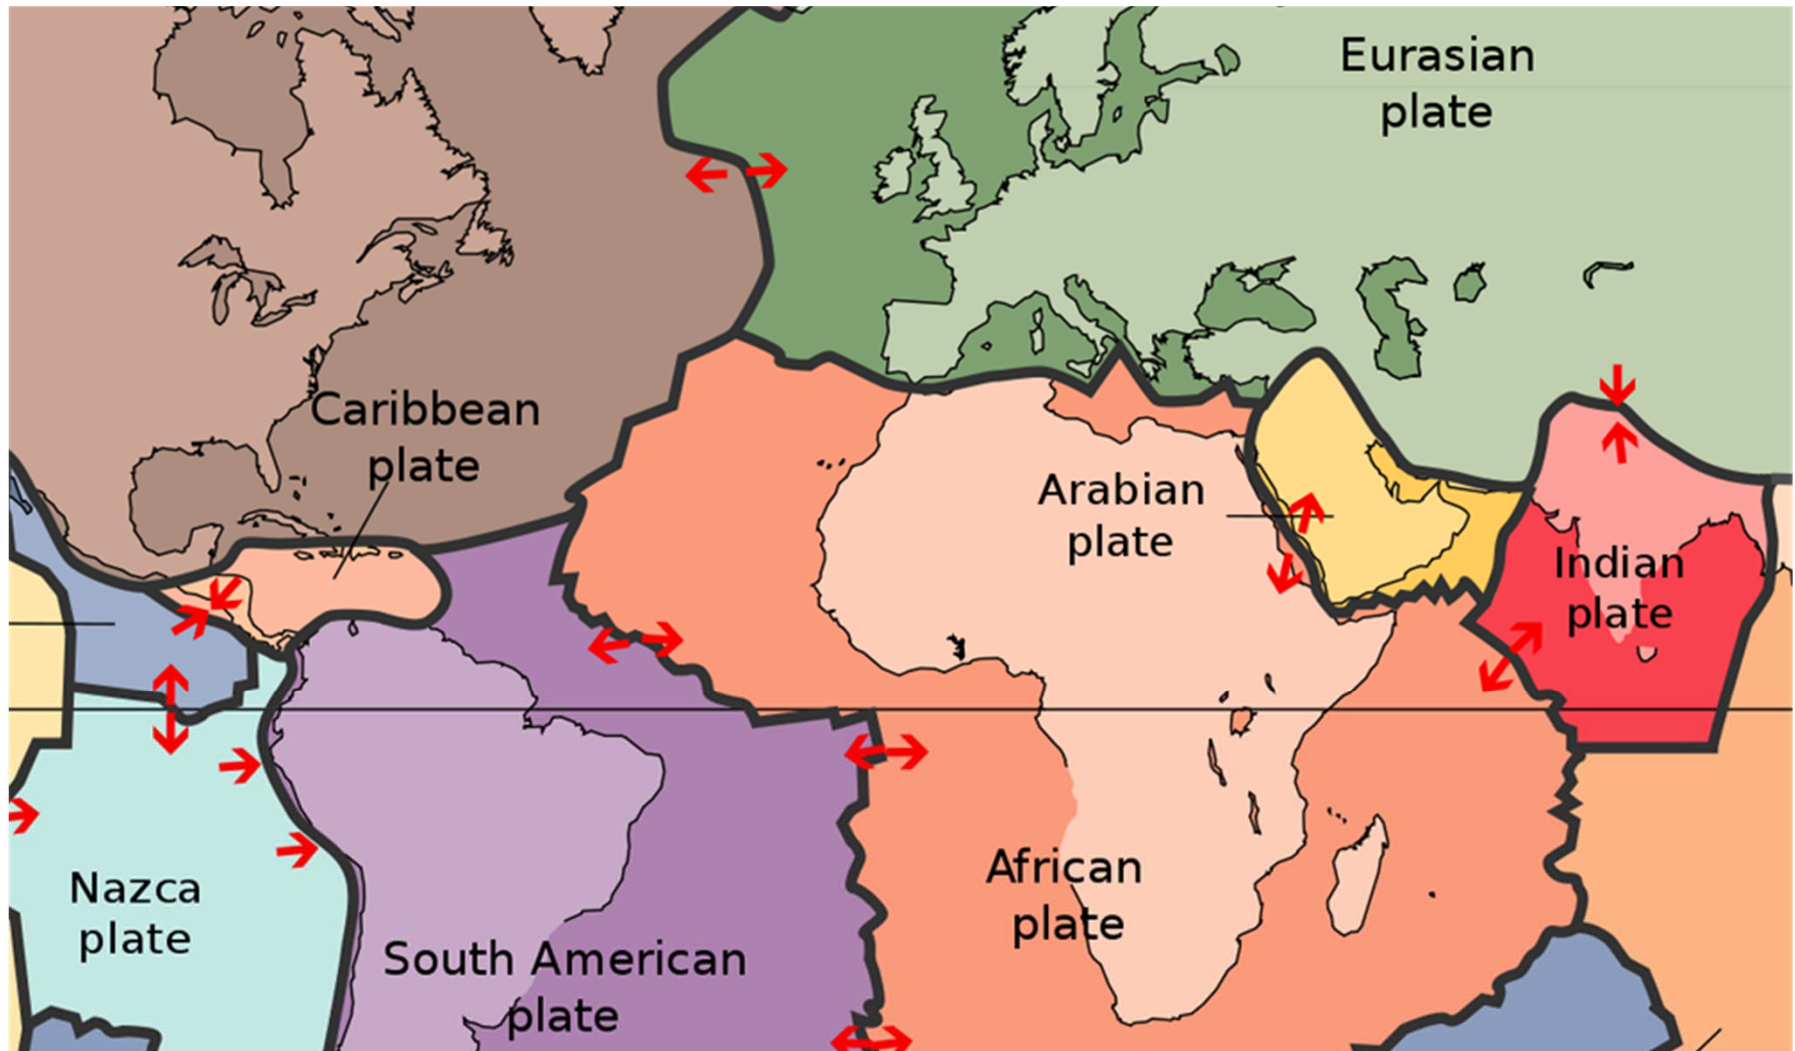 Eurasian
plate
Caribbean
plate
Arabian
plate
Indian
plate
Nazca
plate
African
plate
South American
plate